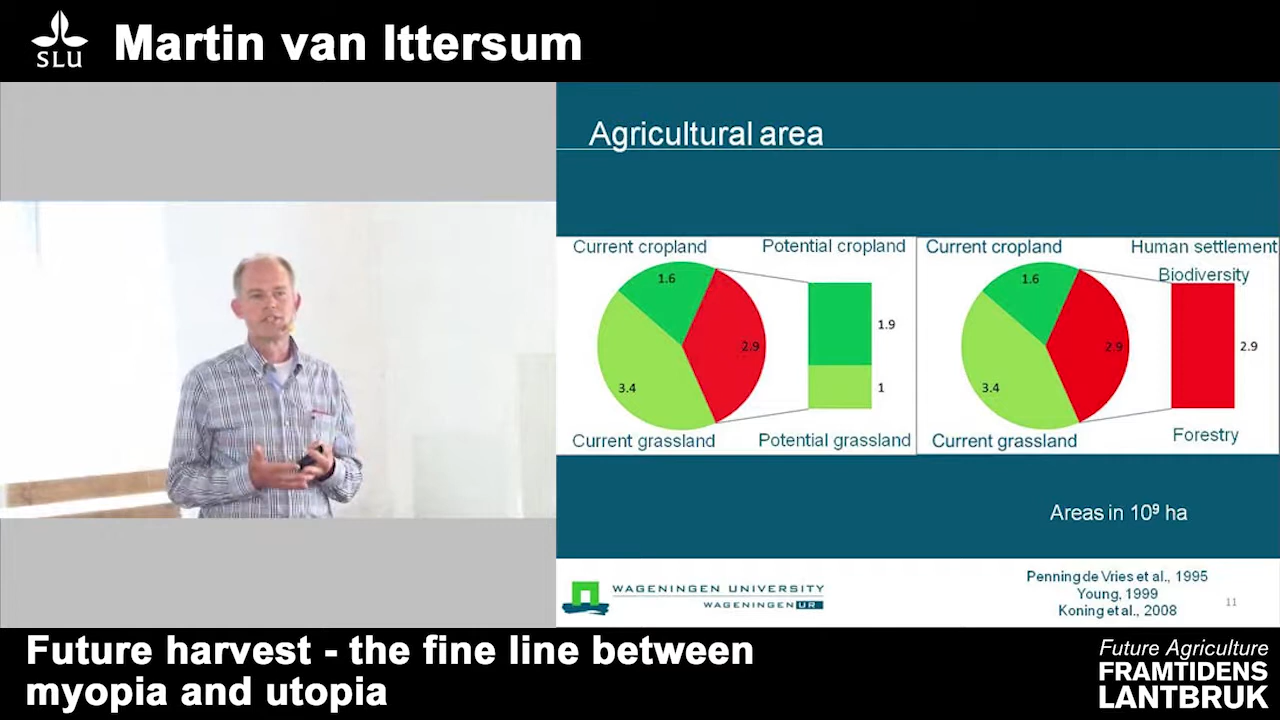 SLU
Martin van Ittersum
Agricultural area
Current cropland
Potential cropland
1.6
2.9
3.4
1.9
1
Current grassland
Potential grassland
Current cropland
Human settlement
Biodiversity
1.6
2.9
3.4
2.9
Current grassland
Forestry
Areas in 10⁹ ha
WAGENINGEN UNIVERSITY
WAGENINGEN UR
Penning de Vries et al., 1995
Young, 1999
Koning et al., 2008
11
Future harvest - the fine line between
myopia and utopia
Future Agriculture
FRAMTIDENS
LANTBRUK